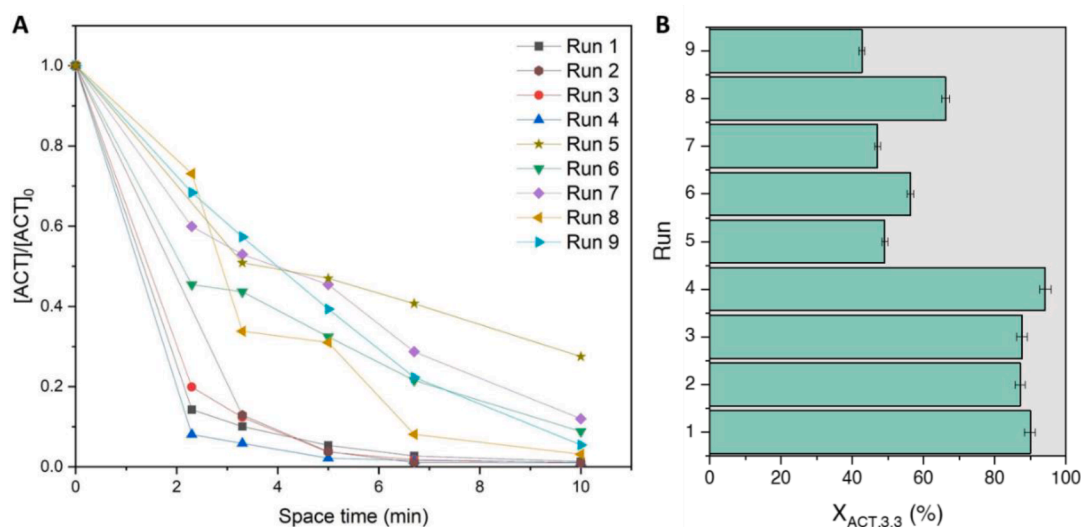 A
[ACT]/[ACT]0
1.0
0.8
0.6
0.4
0.2
0.0
0
2
4
6
8
10
Space time (min)
Run 1
Run 2
Run 3
Run 4
Run 5
Run 6
Run 7
Run 8
Run 9
B
Run
9
8
7
6
5
4
3
2
1
0
20
40
60
80
100
XACT,3.3 (%)